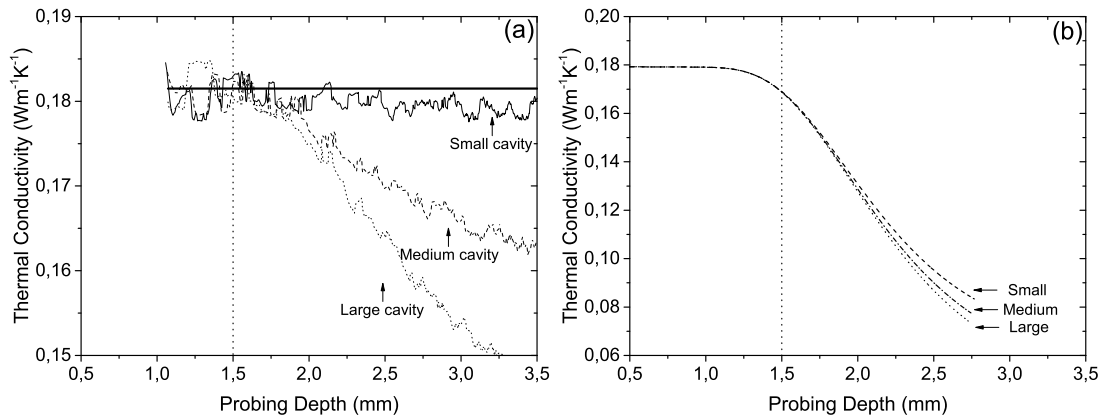 (a)
Thermal Conductivity (Wm⁻¹K⁻¹)
0,19
0,18
0,17
0,16
0,15
Small cavity
Medium cavity
Large cavity
0,5 1,0 1,5 2,0 2,5 3,0 3,5
Probing Depth (mm)
(b)
Thermal Conductivity (Wm⁻¹K⁻¹)
0,20
0,18
0,16
0,14
0,12
0,10
0,08
0,06
Small
Medium
Large
0,5 1,0 1,5 2,0 2,5 3,0 3,5
Probing Depth (mm)